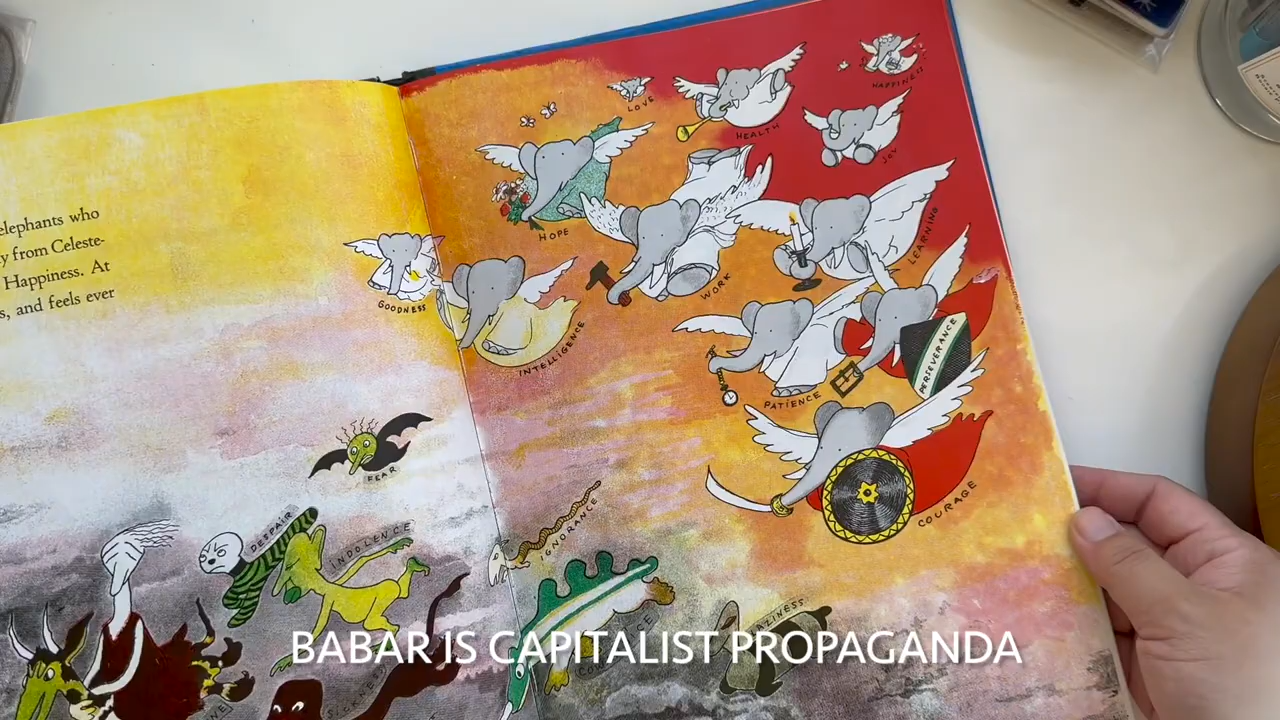 elephants who
y from Celeste-
Happiness. At
s, and feels ever
LOVE
HEALTH
HAPPINESS
JOY
HOPE
WORK
LEARNING
GOODNESS
INTELLIGENCE
PATIENCE
PERSEVERANCE
COURAGE
FEAR
DESPAIR
INDOLENCE
IGNORANCE
SICKNESS
BABAR IS CAPITALIST PROPAGANDA